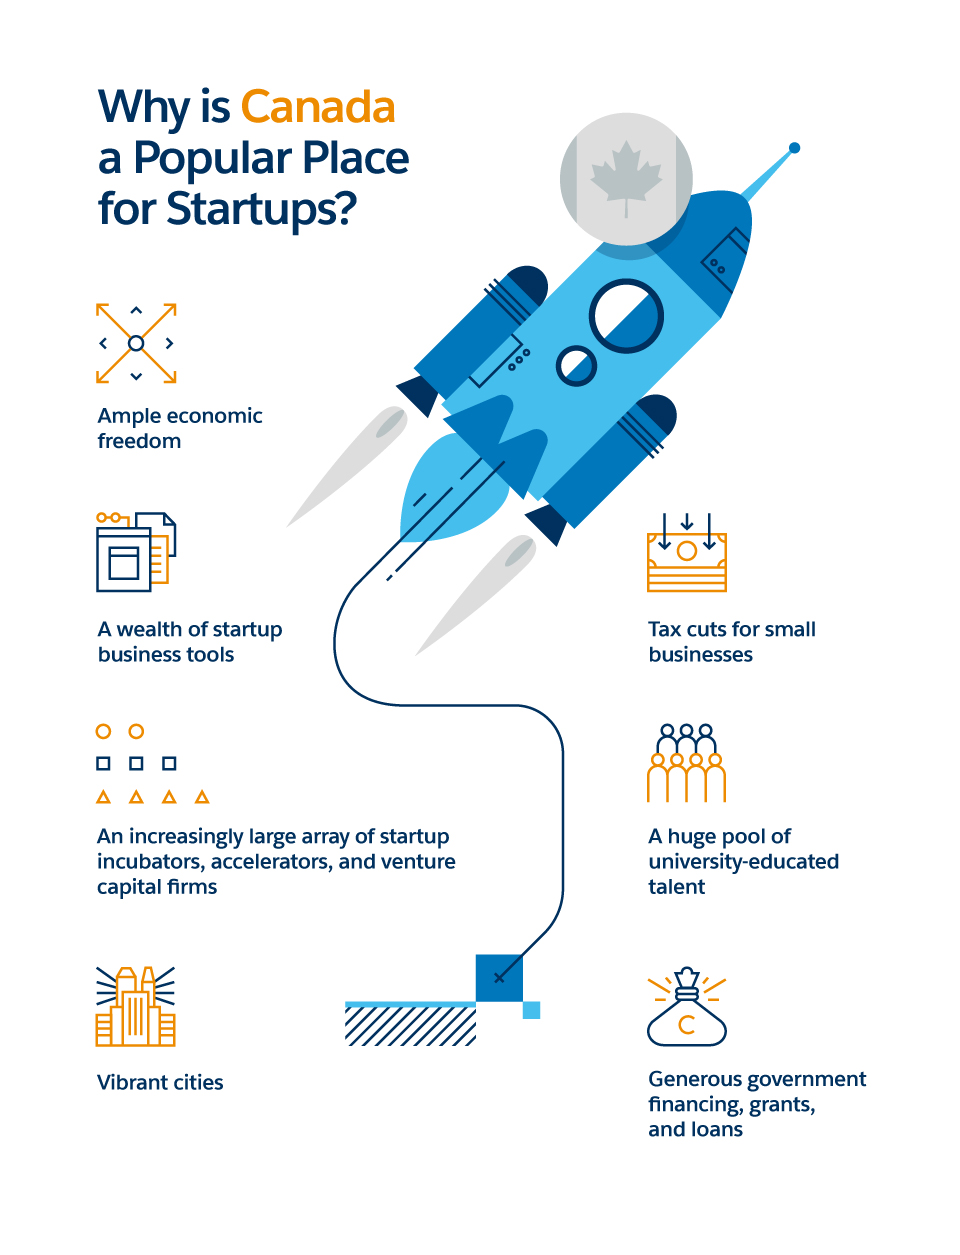 Why is Canada
a Popular Place
for Startups?
Ample economic
freedom
A wealth of startup
business tools
An increasingly large array of startup
incubators, accelerators, and venture
capital firms
Vibrant cities
Tax cuts for small
businesses
A huge pool of
university-educated
talent
C
Generous government
financing, grants,
and loans